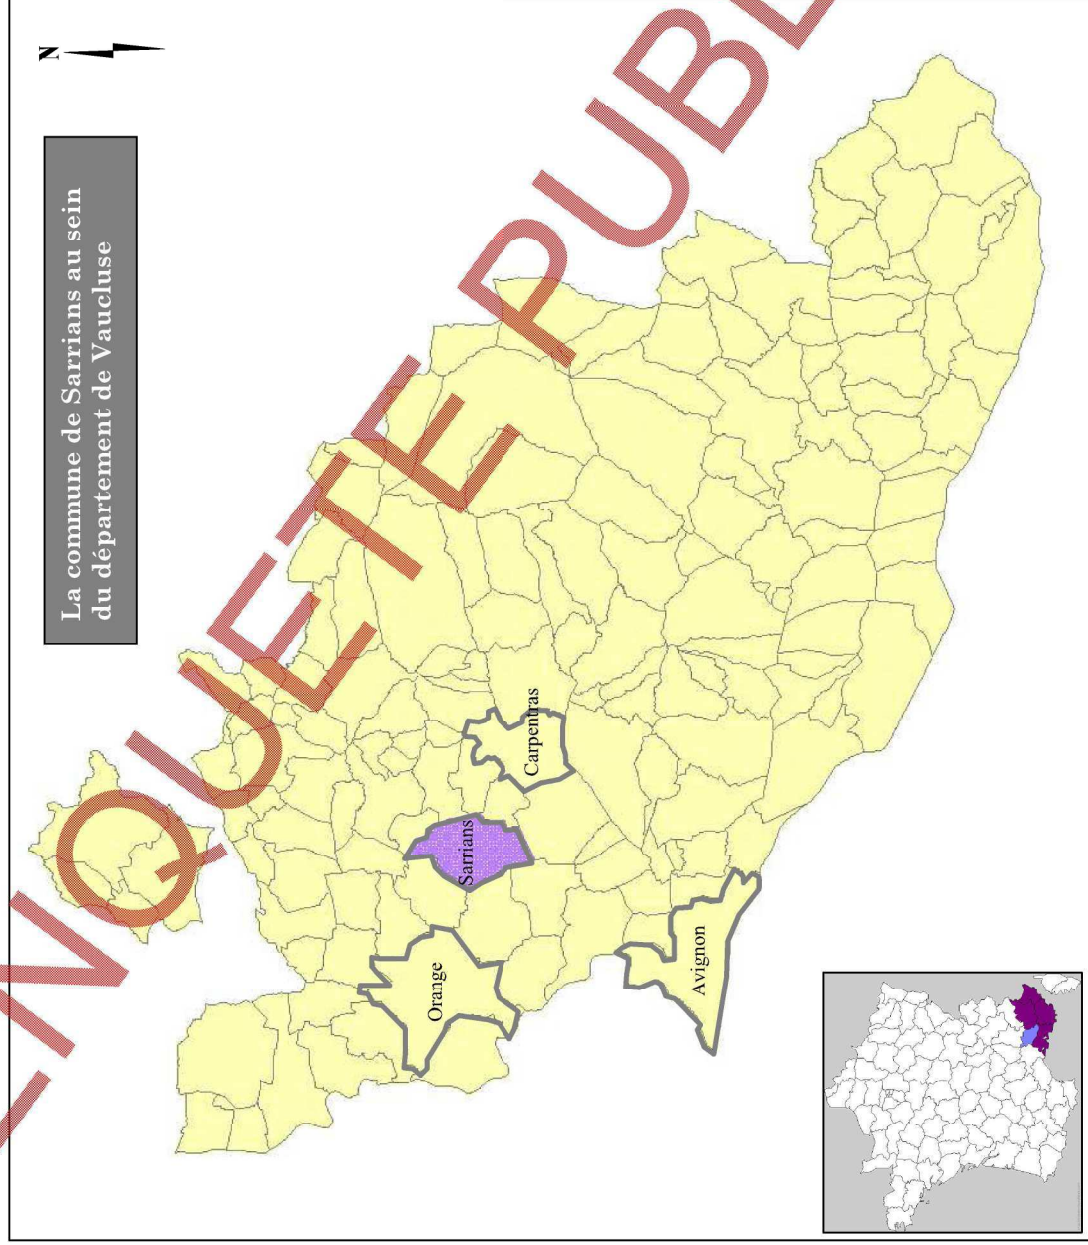 N
La commune de Sarrians au sein
du département de Vaucluse
ENQUETE PUBL
Orange
Sarrians
Carpentras
Avignon